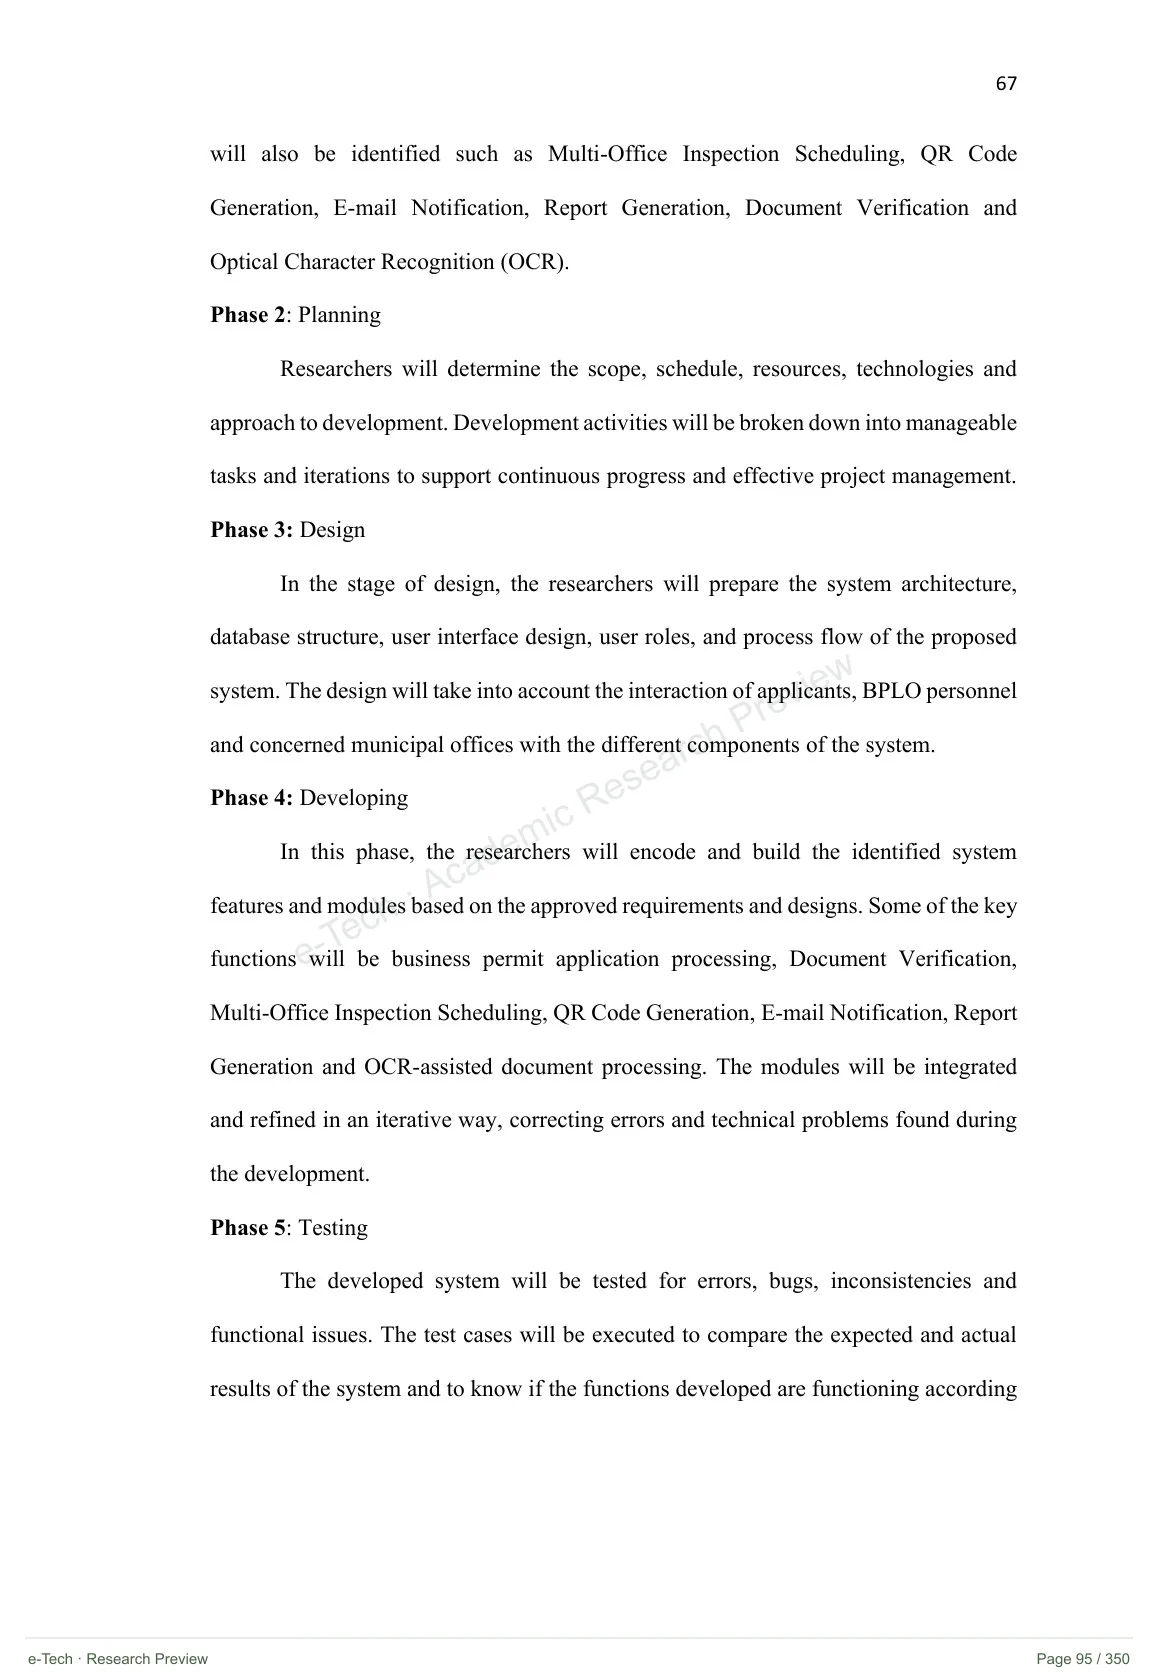 67
will also be identified such as Multi-Office Inspection Scheduling, QR Code
Generation, E-mail Notification, Report Generation, Document Verification and
Optical Character Recognition (OCR).
Phase 2: Planning
Researchers will determine the scope, schedule, resources, technologies and
approach to development. Development activities will be broken down into manageable
tasks and iterations to support continuous progress and effective project management.
Phase 3: Design
In the stage of design, the researchers will prepare the system architecture,
database structure, user interface design, user roles, and process flow of the proposed
system. The design will take into account the interaction of applicants, BPLO personnel
and concerned municipal offices with the different components of the system.
Phase 4: Developing
In this phase, the researchers will encode and build the identified system
features and modules based on the approved requirements and designs. Some of the key
functions will be business permit application processing, Document Verification,
Multi-Office Inspection Scheduling, QR Code Generation, E-mail Notification, Report
Generation and OCR-assisted document processing. The modules will be integrated
and refined in an iterative way, correcting errors and technical problems found during
the development.
Phase 5: Testing
The developed system will be tested for errors, bugs, inconsistencies and
functional issues. The test cases will be executed to compare the expected and actual
results of the system and to know if the functions developed are functioning according
e-Tech · Academic Research Preview
e-Tech · Research Preview
Page 95 / 350